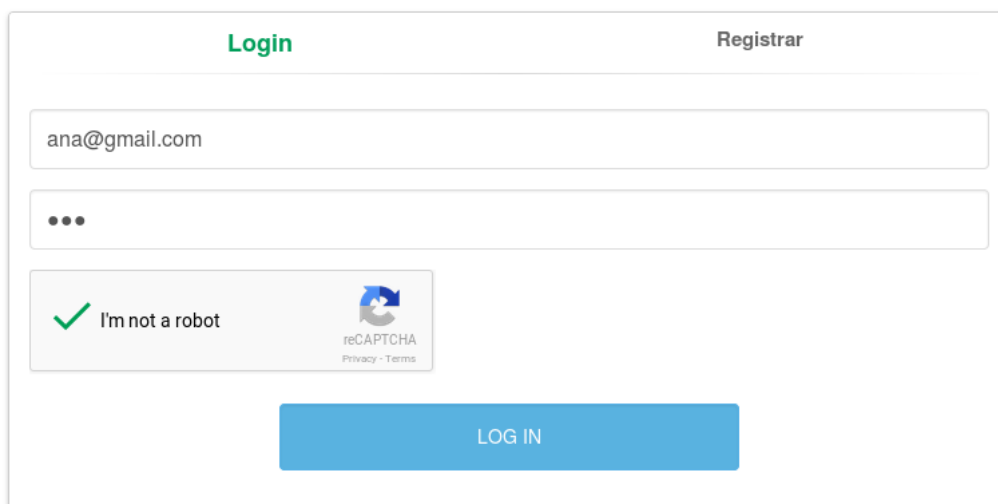 Login
Registrar
ana@gmail.com
•••
I'm not a robot
reCAPTCHA
Privacy - Terms
LOG IN